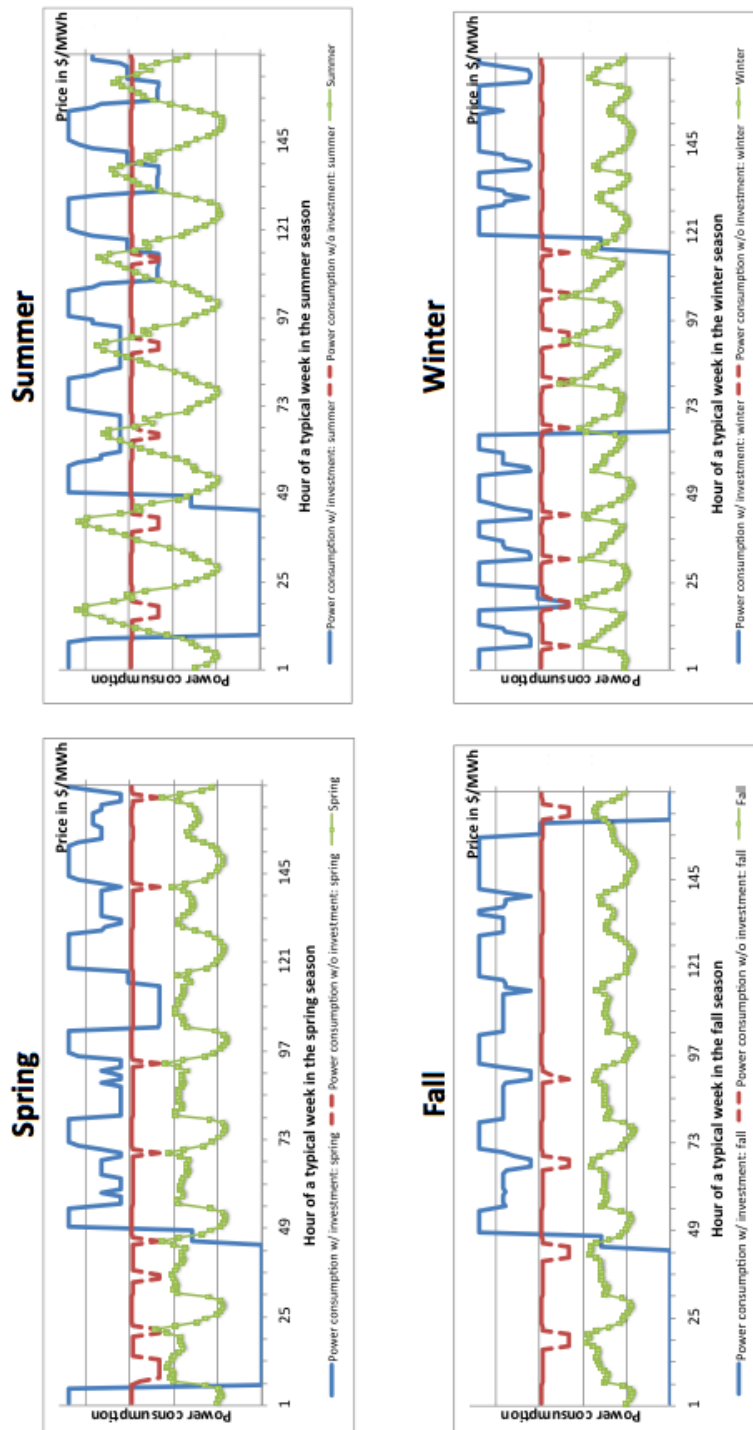 Spring
Price in $/MWh
Power consumption
1 25 49 73 97 121 145
Hour of a typical week in the spring season
Power consumption w/ investment: spring Power consumption w/o investment: spring Spring
Summer
Price in $/MWh
Power consumption
1 25 49 73 97 121 145
Hour of a typical week in the summer season
Power consumption w/ investment: summer Power consumption w/o investment: summer Summer
Fall
Price in $/MWh
Power consumption
1 25 49 73 97 121 145
Hour of a typical week in the fall season
Power consumption w/ investment: fall Power consumption w/o investment: fall Fall
Winter
Price in $/MWh
Power consumption
1 25 49 73 97 121 145
Hour of a typical week in the winter season
Power consumption w/ investment: winter Power consumption w/o investment: winter Winter